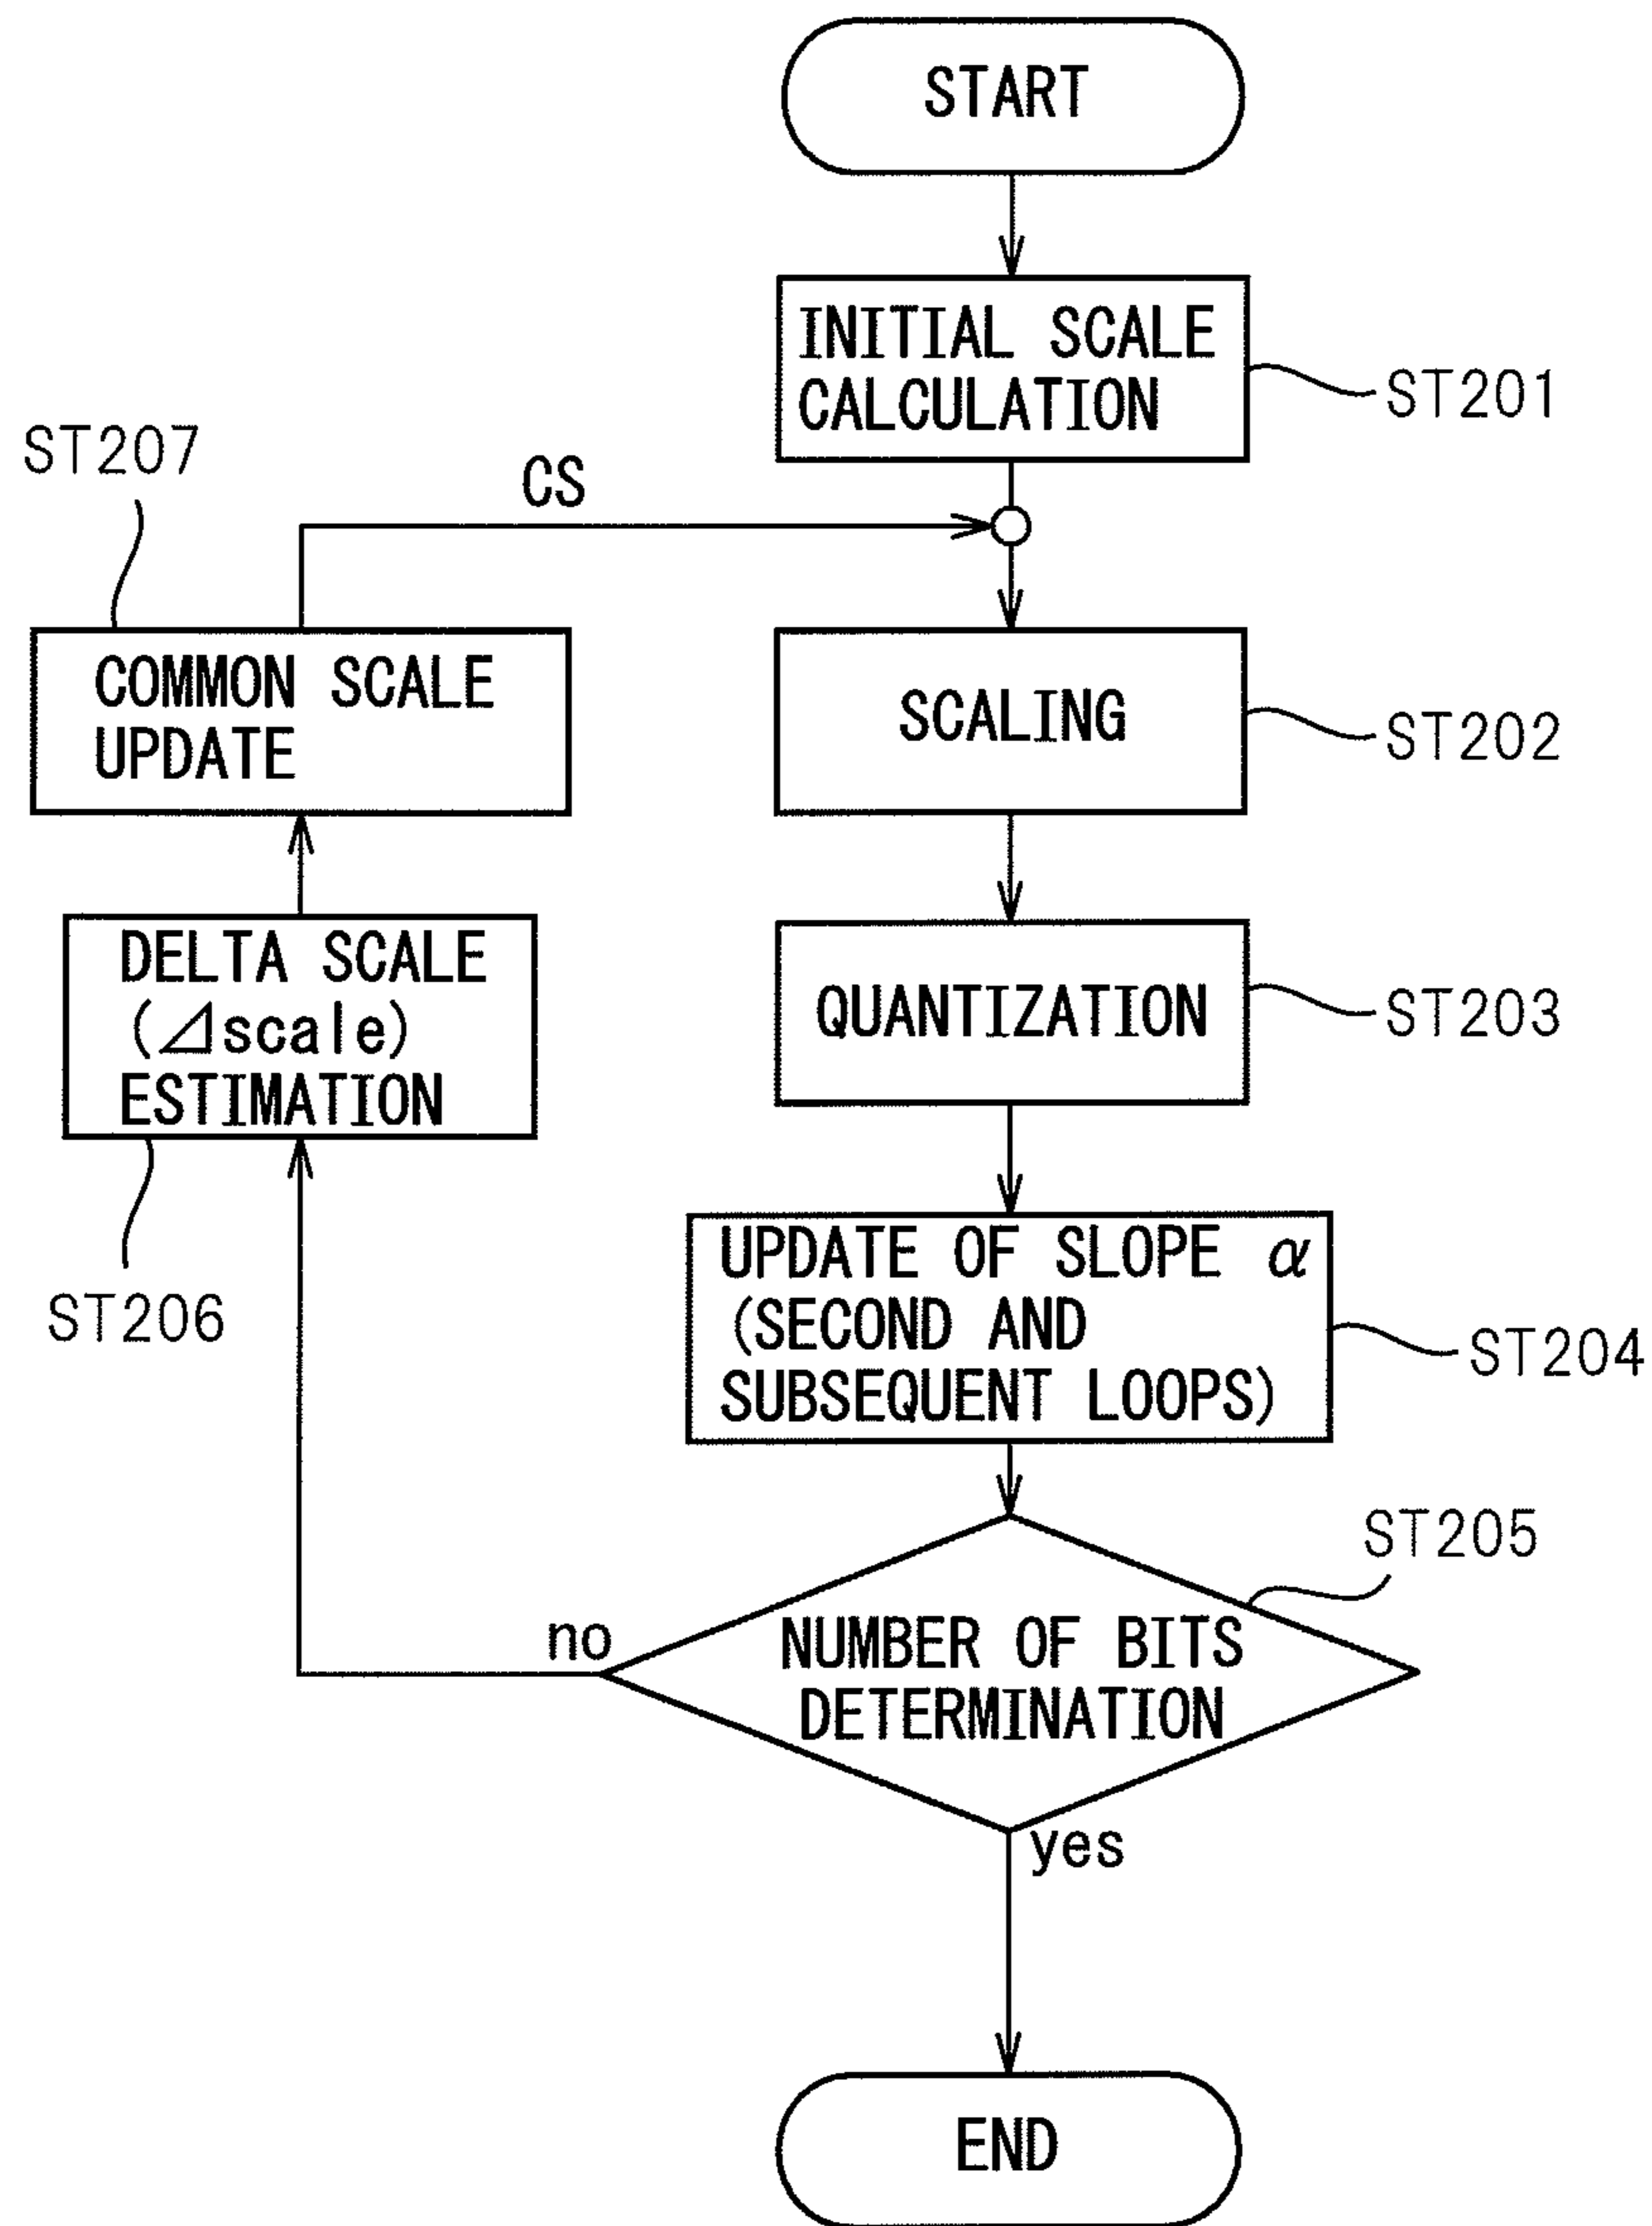 START
INITIAL SCALE
CALCULATION
ST201
ST207
CS
COMMON SCALE
UPDATE
SCALING
ST202
DELTA SCALE
(⊿scale)
ESTIMATION
QUANTIZATION
ST203
UPDATE OF SLOPE α
(SECOND AND
SUBSEQUENT LOOPS)
ST204
ST206
ST205
no
NUMBER OF BITS
DETERMINATION
yes
END